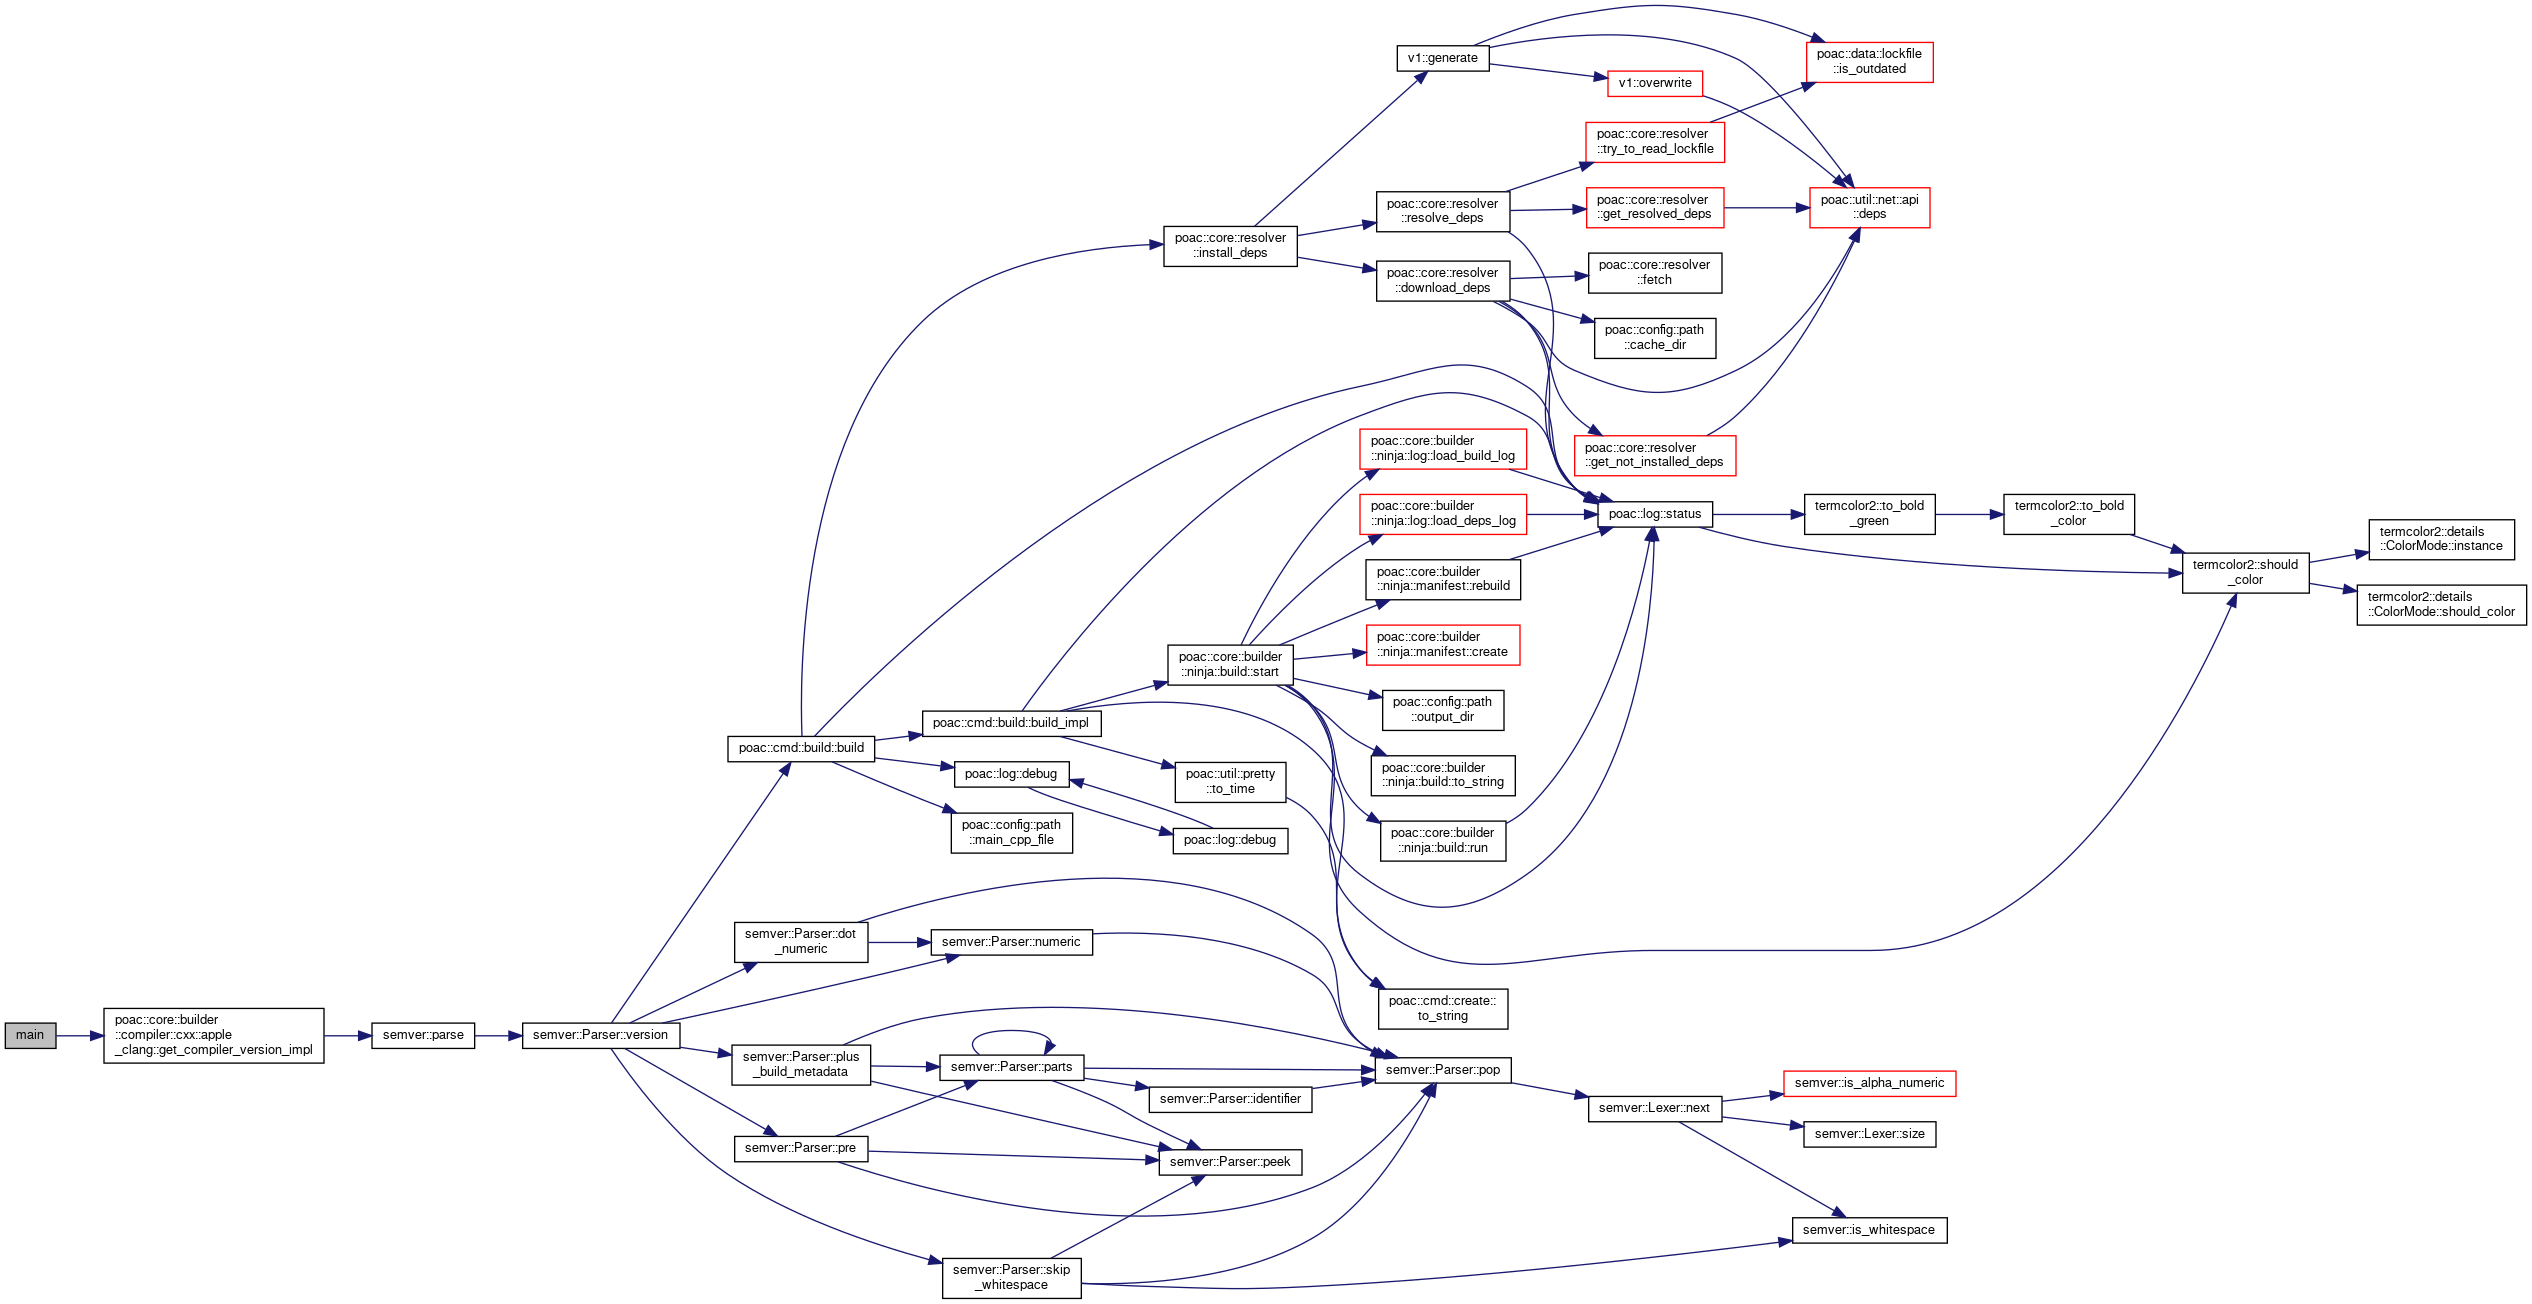 main
poac::core::builder
::compiler::cxx::apple
_clang::get_compiler_version_impl
semver::parse
semver::Parser::version
poac::cmd::build::build
semver::Parser::dot
_numeric
semver::Parser::plus
_build_metadata
semver::Parser::pre
poac::cmd::build::build_impl
poac::log::debug
poac::config::path
::main_cpp_file
semver::Parser::numeric
semver::Parser::parts
semver::Parser::skip
_whitespace
poac::core::resolver
::install_deps
poac::core::builder
::ninja::build::start
poac::util::pretty
::to_time
poac::log::debug
semver::Parser::identifier
semver::Parser::peek
v1::generate
poac::core::resolver
::resolve_deps
poac::core::resolver
::download_deps
poac::core::builder
::ninja::log::load_build_log
poac::core::builder
::ninja::log::load_deps_log
poac::core::builder
::ninja::manifest::rebuild
poac::core::builder
::ninja::manifest::create
poac::config::path
::output_dir
poac::core::builder
::ninja::build::to_string
poac::core::builder
::ninja::build::run
poac::cmd::create::
to_string
semver::Parser::pop
v1::overwrite
poac::core::resolver
::try_to_read_lockfile
poac::core::resolver
::get_resolved_deps
poac::core::resolver
::fetch
poac::config::path
::cache_dir
poac::core::resolver
::get_not_installed_deps
poac::log::status
semver::Lexer::next
poac::data::lockfile
::is_outdated
poac::util::net::api
::deps
termcolor2::to_bold
_green
semver::is_alpha_numeric
semver::Lexer::size
semver::is_whitespace
termcolor2::to_bold
_color
termcolor2::should
_color
termcolor2::details
::ColorMode::instance
termcolor2::details
::ColorMode::should_color